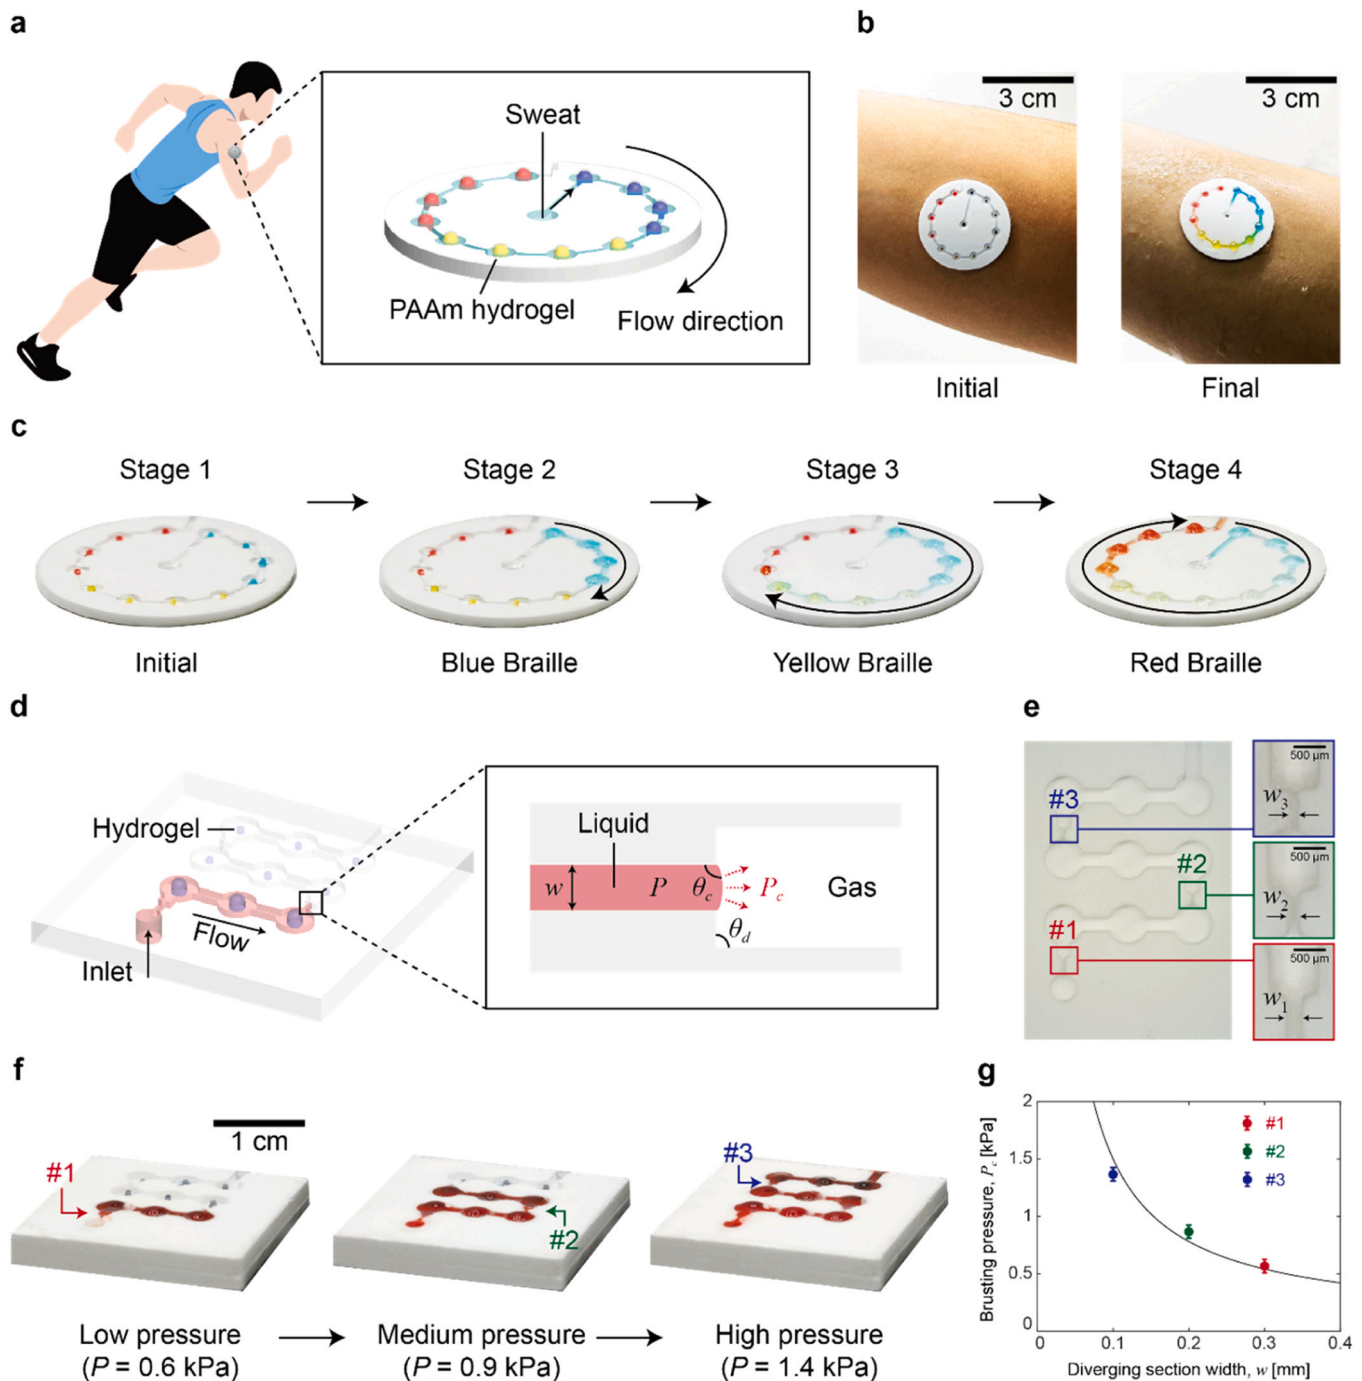 a
Sweat
PAAm hydrogel
Flow direction
b
3 cm
3 cm
Initial
Final
c
Stage 1
Stage 2
Stage 3
Stage 4
Initial
Blue Braille
Yellow Braille
Red Braille
d
Hydrogel
Flow
Inlet
Liquid
w
P
θc
Pc
Gas
θd
e
#3
#2
#1
500 µm
w3
500 µm
w2
500 µm
w1
f
1 cm
#1
#2
#3
Low pressure
(P = 0.6 kPa)
Medium pressure
(P = 0.9 kPa)
High pressure
(P = 1.4 kPa)
g
Brusting pressure, Pc [kPa]
2
1.5
1
0.5
0
#1
#2
#3
0
0.1
0.2
0.3
0.4
Diverging section width, w [mm]